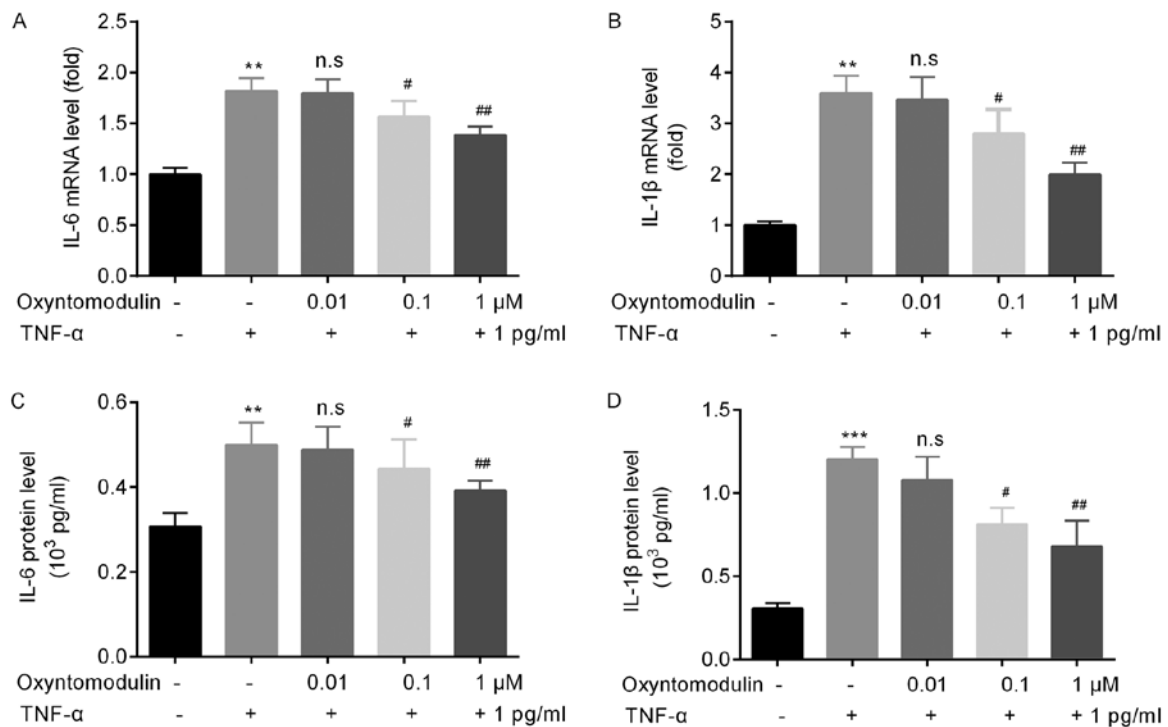 A
IL-6 mRNA level (fold)
2.5
2.0
1.5
1.0
0.5
0.0
**
n.s
#
##
Oxyntomodulin - - 0.01 0.1 1 μM
TNF-α - + + + + 1 pg/ml
B
IL-1β mRNA level
(fold)
5
4
3
2
1
0
**
n.s
#
##
Oxyntomodulin - - 0.01 0.1 1 μM
TNF-α - + + + + 1 pg/ml
C
IL-6 protein level
(10³ pg/ml)
0.6
0.4
0.2
0.0
**
n.s
#
##
Oxyntomodulin - - 0.01 0.1 1 μM
TNF-α - + + + + 1 pg/ml
D
IL-1β protein level
(10³ pg/ml)
1.5
1.0
0.5
0.0
***
n.s
#
##
Oxyntomodulin - - 0.01 0.1 1 μM
TNF-α - + + + + 1 pg/ml